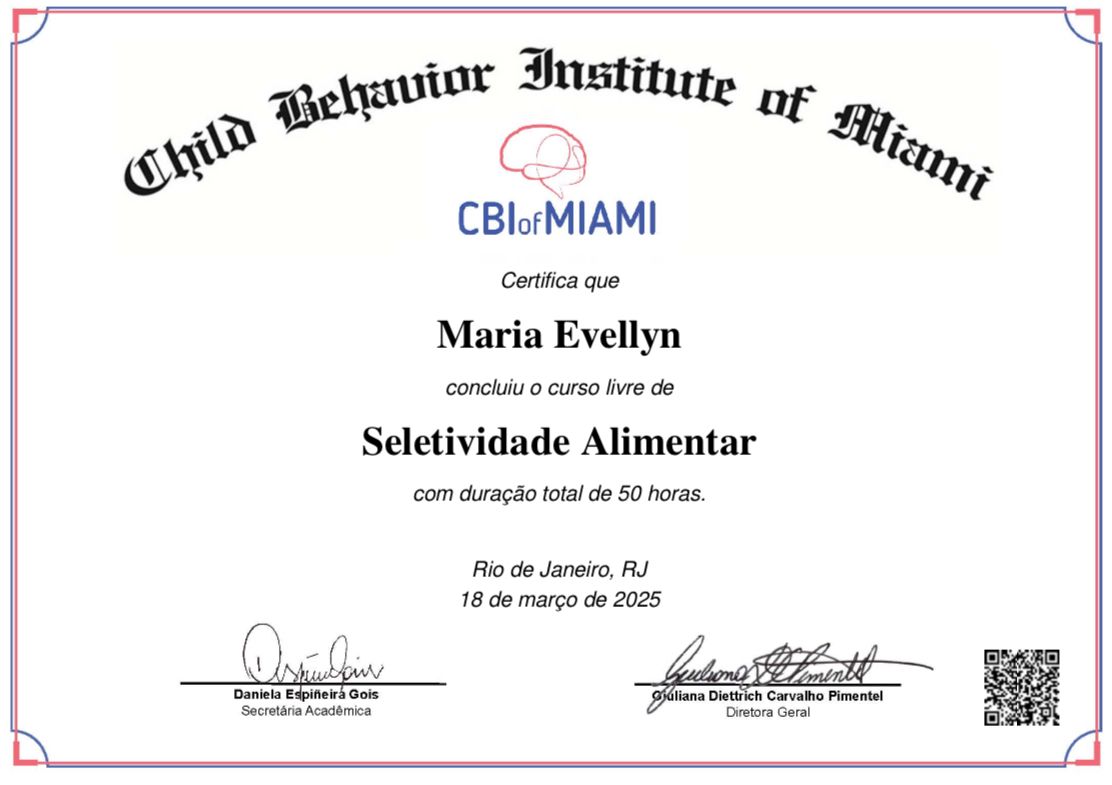 Child Behavior Institute of Miami
CBIofMIAMI
Certifica que
Maria Evellyn
concluiu o curso livre de
Seletividade Alimentar
com duração total de 50 horas.
Rio de Janeiro, RJ
18 de março de 2025
Daniela Espiñeira Gois
Secretária Acadêmica
Giuliana Diettrich Carvalho Pimentel
Diretora Geral